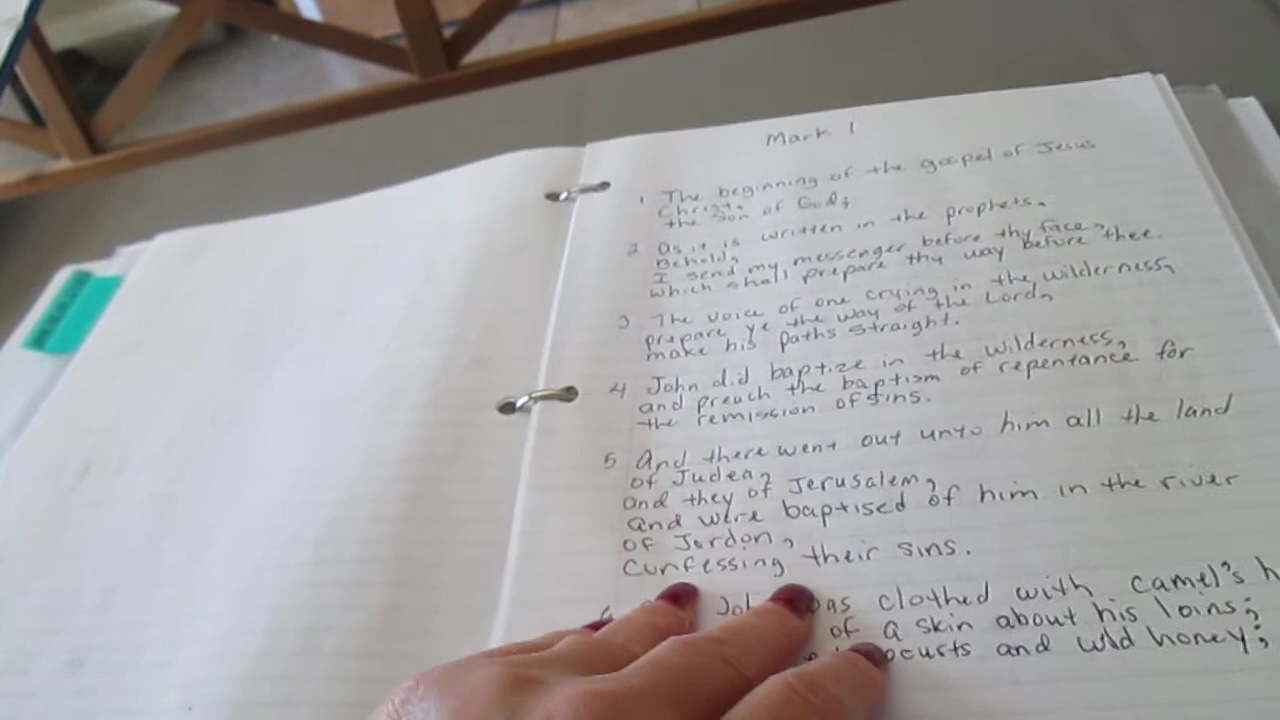 Mark 1
1 The beginning of the gospel of Jesus
Christ,
the Son of God;
2 As it is written in the prophets,
Behold,
I send my messenger before thy face,
which shall prepare thy way before thee.
3 The voice of one crying in the wilderness,
prepare ye the way of the Lord,
make his paths straight.
4 John did baptize in the wilderness,
and preach the baptism of repentance for
the remission of sins.
5 And there went out unto him all the land
of Judea,
and they of Jerusalem,
and were baptised of him in the river
of Jordon,
confessing their sins.
6 clothed with camel's
of a skin about his loins;
and wild honey;